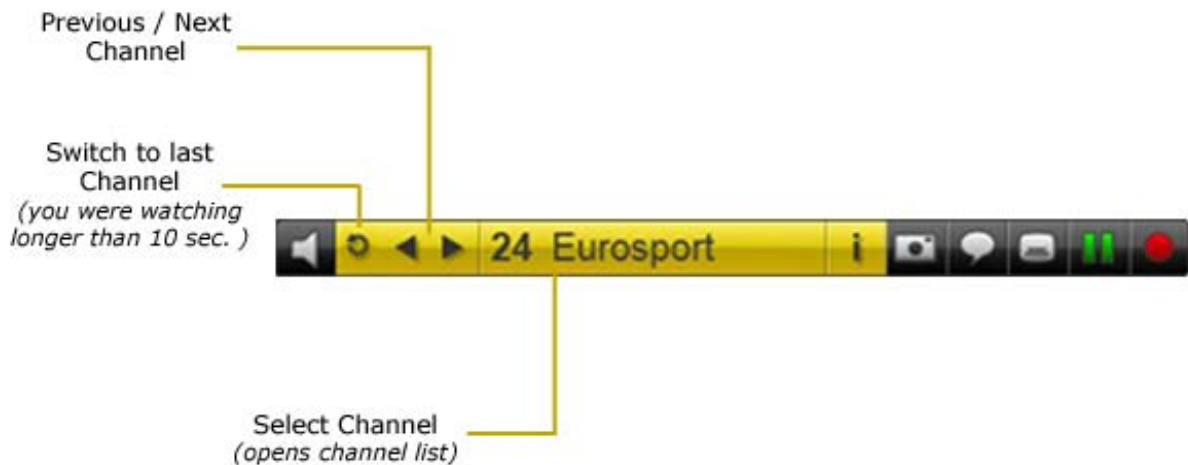 Previous / Next
Channel
Switch to last
Channel
(you were watching
longer than 10 sec. )
24 Eurosport i
Select Channel
(opens channel list)